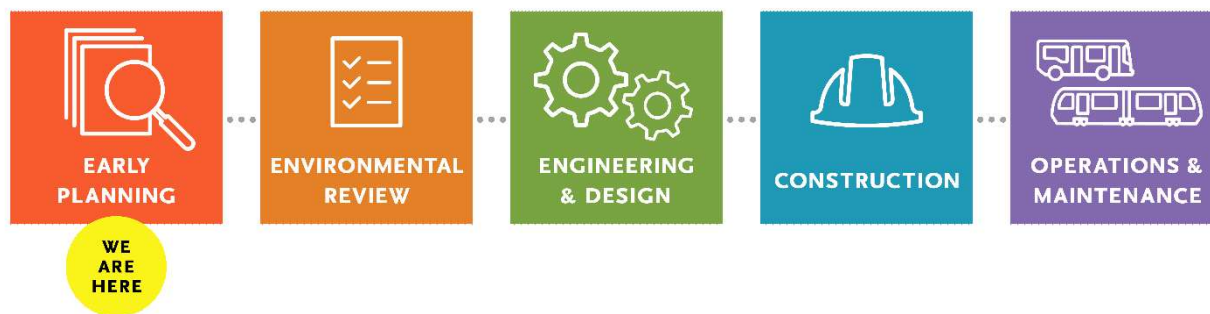 EARLY
PLANNING
ENVIRONMENTAL
REVIEW
ENGINEERING
& DESIGN
CONSTRUCTION
OPERATIONS &
MAINTENANCE
WE
ARE
HERE